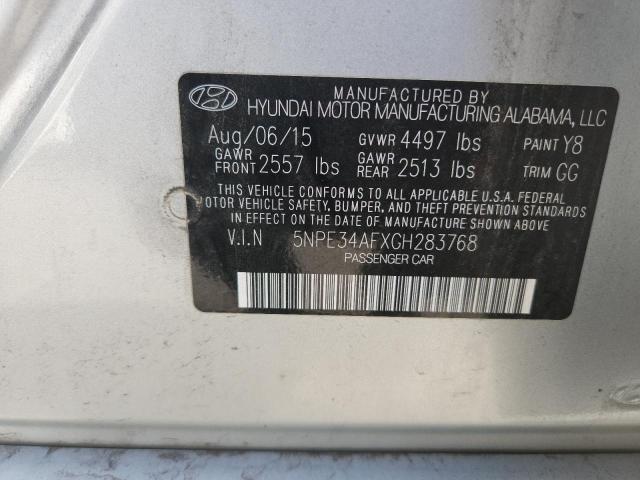 MANUFACTURED BY
HYUNDAI MOTOR MANUFACTURING ALABAMA, LLC
Aug/06/15 GVWR 4497 lbs PAINT Y8
GAWR FRONT 2557 lbs GAWR REAR 2513 lbs TRIM GG
THIS VEHICLE CONFORMS TO ALL APPLICABLE U.S.A. FEDERAL
MOTOR VEHICLE SAFETY, BUMPER, AND THEFT PREVENTION STANDARDS
IN EFFECT ON THE DATE OF MANUFACTURE SHOWN ABOVE.
V.I.N 5NPE34AFXGH283768
PASSENGER CAR